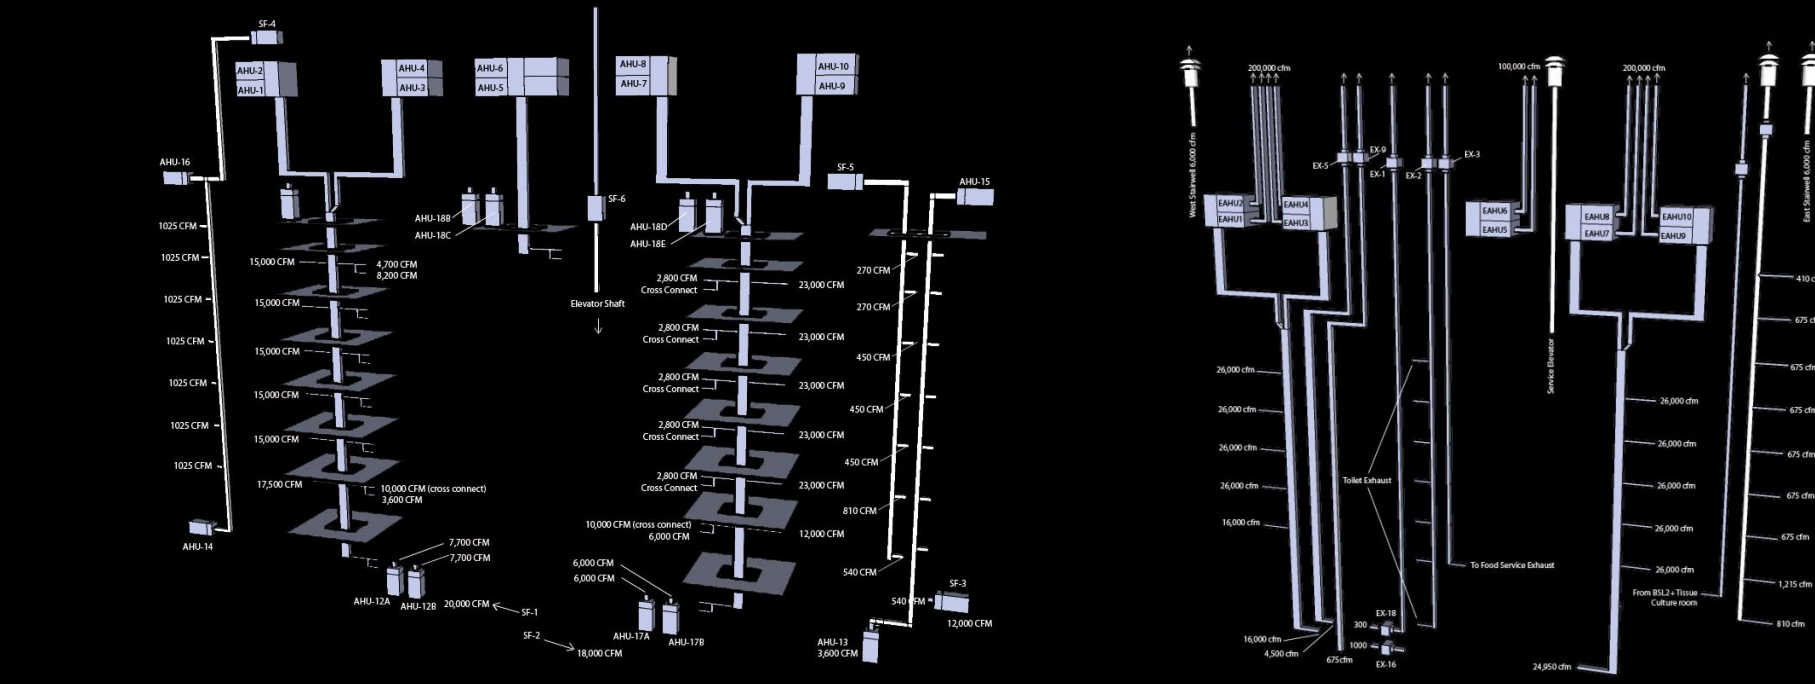 SF-4
AHU-2
AHU-1
AHU-4
AHU-3
AHU-6
AHU-5
AHU-8
AHU-7
AHU-10
AHU-9
AHU-16
SF-5
AHU-15
SF-6
AHU-18B
AHU-18C
AHU-18D
AHU-18E
1025 CFM
1025 CFM
1025 CFM
1025 CFM
1025 CFM
1025 CFM
1025 CFM
AHU-14
15,000 CFM
4,700 CFM
8,200 CFM
15,000 CFM
15,000 CFM
15,000 CFM
15,000 CFM
17,500 CFM
10,000 CFM (cross connect)
3,600 CFM
7,700 CFM
7,700 CFM
AHU-12A
AHU-12B
20,000 CFM
SF-1
SF-2
18,000 CFM
Elevator Shaft
2,800 CFM
Cross Connect
23,000 CFM
2,800 CFM
Cross Connect
23,000 CFM
2,800 CFM
Cross Connect
23,000 CFM
2,800 CFM
Cross Connect
23,000 CFM
2,800 CFM
Cross Connect
23,000 CFM
10,000 CFM (cross connect)
6,000 CFM
12,000 CFM
6,000 CFM
6,000 CFM
AHU-17A
AHU-17B
270 CFM
270 CFM
450 CFM
450 CFM
450 CFM
810 CFM
540 CFM
540 CFM
SF-3
12,000 CFM
AHU-13
3,600 CFM
West Stairwell 6,000 cfm
200,000 cfm
EX-5
EX-9
EX-1
EX-2
EX-3
100,000 cfm
200,000 cfm
East Stairwell 6,000 cfm
EAHU2
EAHU1
EAHU4
EAHU3
EAHU6
EAHU5
EAHU8
EAHU7
EAHU10
EAHU9
Service Elevator
26,000 cfm
26,000 cfm
26,000 cfm
26,000 cfm
16,000 cfm
Toilet Exhaust
To Food Service Exhaust
16,000 cfm
4,500 cfm
675cfm
EX-18
300
1000
EX-16
26,000 cfm
26,000 cfm
26,000 cfm
26,000 cfm
26,000 cfm
From BSL2+Tissue
Culture room
24,950 cfm
410 c
675 cf
675 cf
675 cf
675 cf
675 cf
675 cf
1,215 cfm
810 cfm